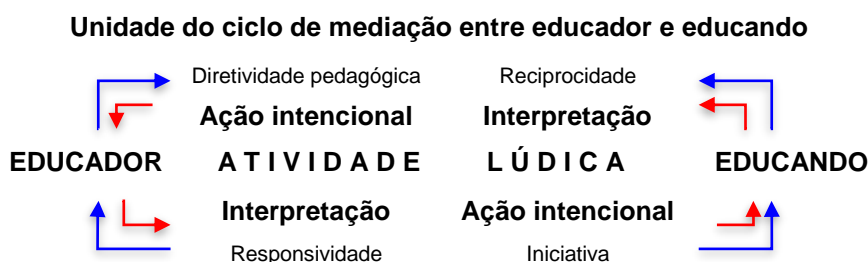 Unidade do ciclo de mediação entre educador e educando
Diretividade pedagógica Reciprocidade
Ação intencional Interpretação
EDUCADOR A T I V I D A D E L Ú D I C A EDUCANDO
Interpretação Ação intencional
Responsividade Iniciativa